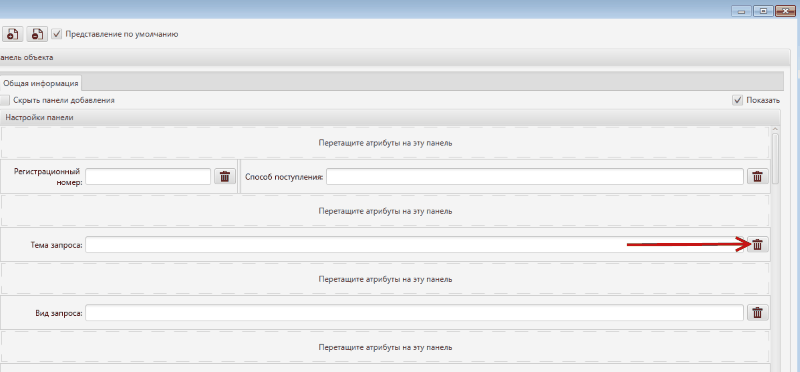 Представление по умолчанию
анель объекта
Общая информация
Скрыть панели добавления
Показать
Настройки панели
Перетащите атрибуты на эту панель
Регистрационный
номер:
Способ поступления:
Перетащите атрибуты на эту панель
Тема запроса:
Перетащите атрибуты на эту панель
Вид запроса:
Перетащите атрибуты на эту панель